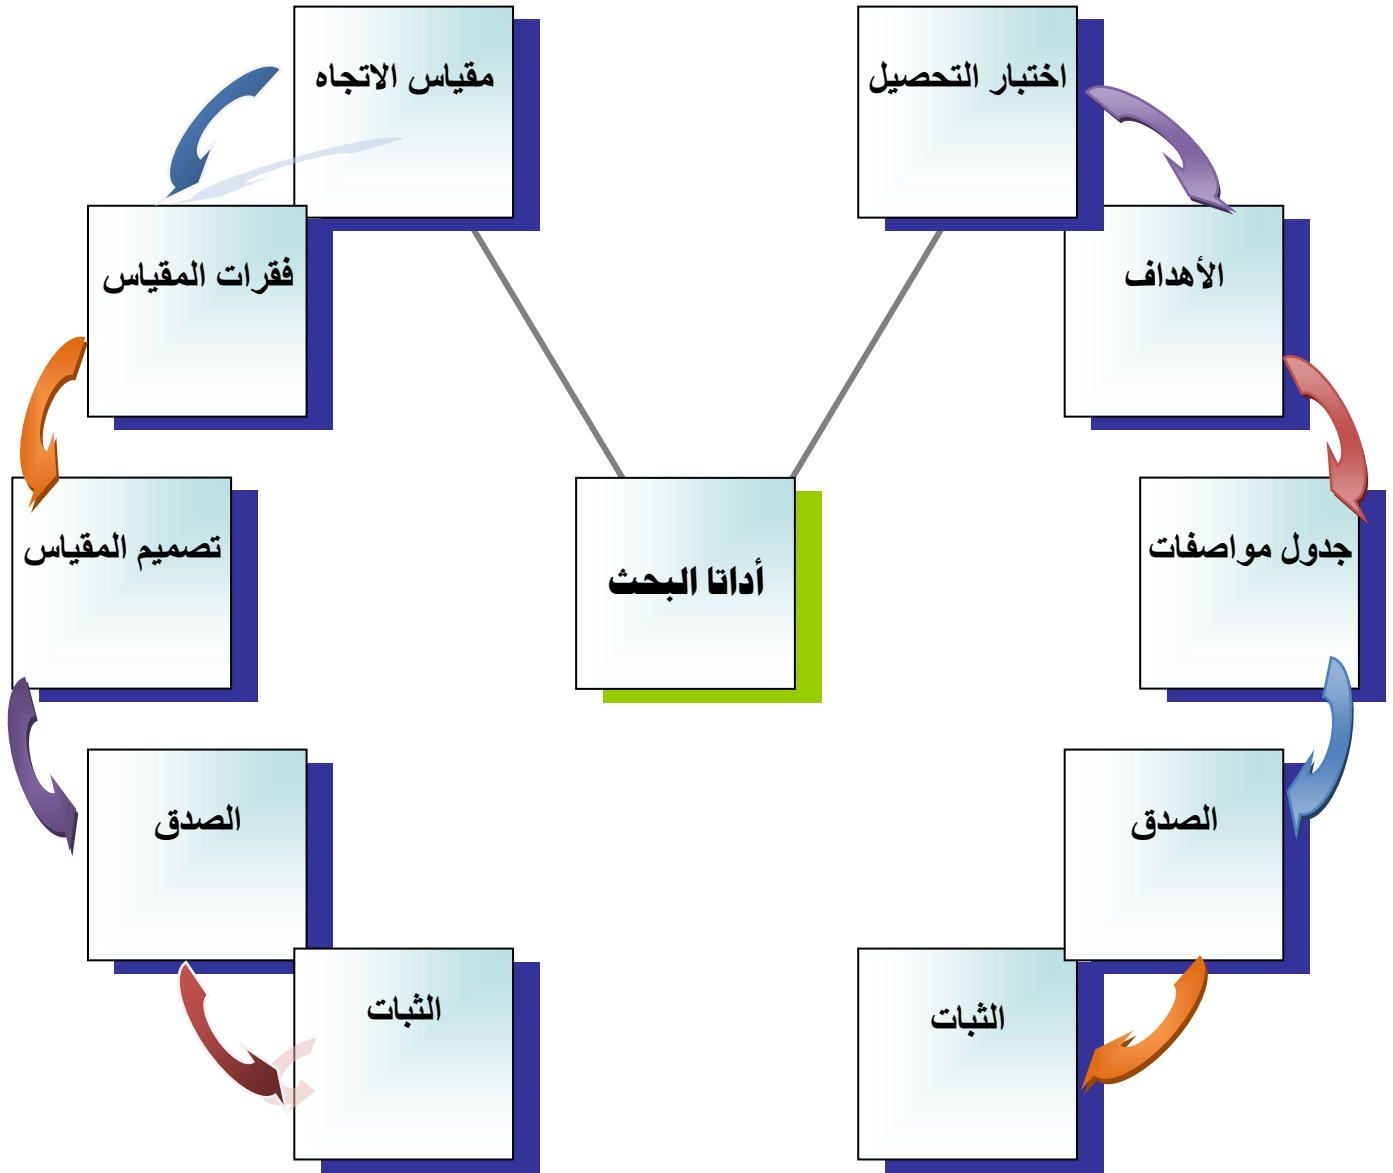 اختبار التحصيل
مقياس الاتجاه
الأهداف
فقرات المقياس
جدول مواصفات
أداتا البحث
تصميم المقياس
الصدق
الصدق
الثبات
الثبات